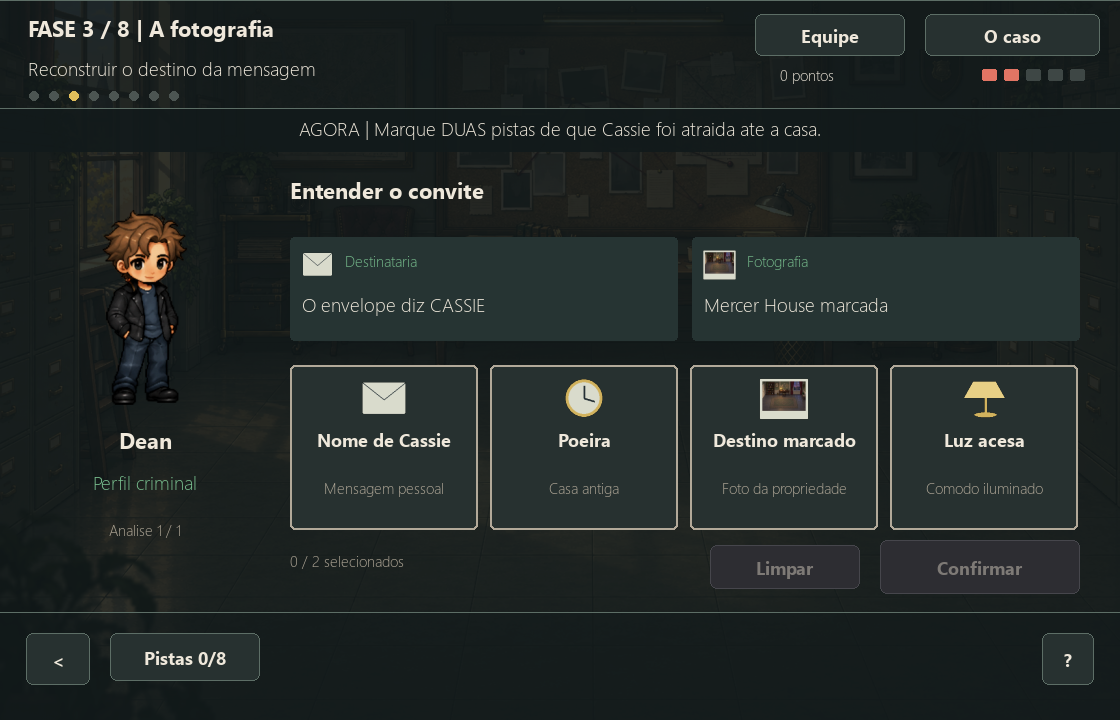 FASE 3 / 8 | A fotografia
Equipe
O caso
Reconstruir o destino da mensagem
0 pontos
AGORA | Marque DUAS pistas de que Cassie foi atraida ate a casa.
Entender o convite
Destinataria
O envelope diz CASSIE
Fotografia
Mercer House marcada
Nome de Cassie
Mensagem pessoal
Poeira
Casa antiga
Destino marcado
Foto da propriedade
Luz acesa
Comodo iluminado
Dean
Perfil criminal
Analise 1 / 1
0 / 2 selecionados
Limpar
Confirmar
<
Pistas 0/8
?